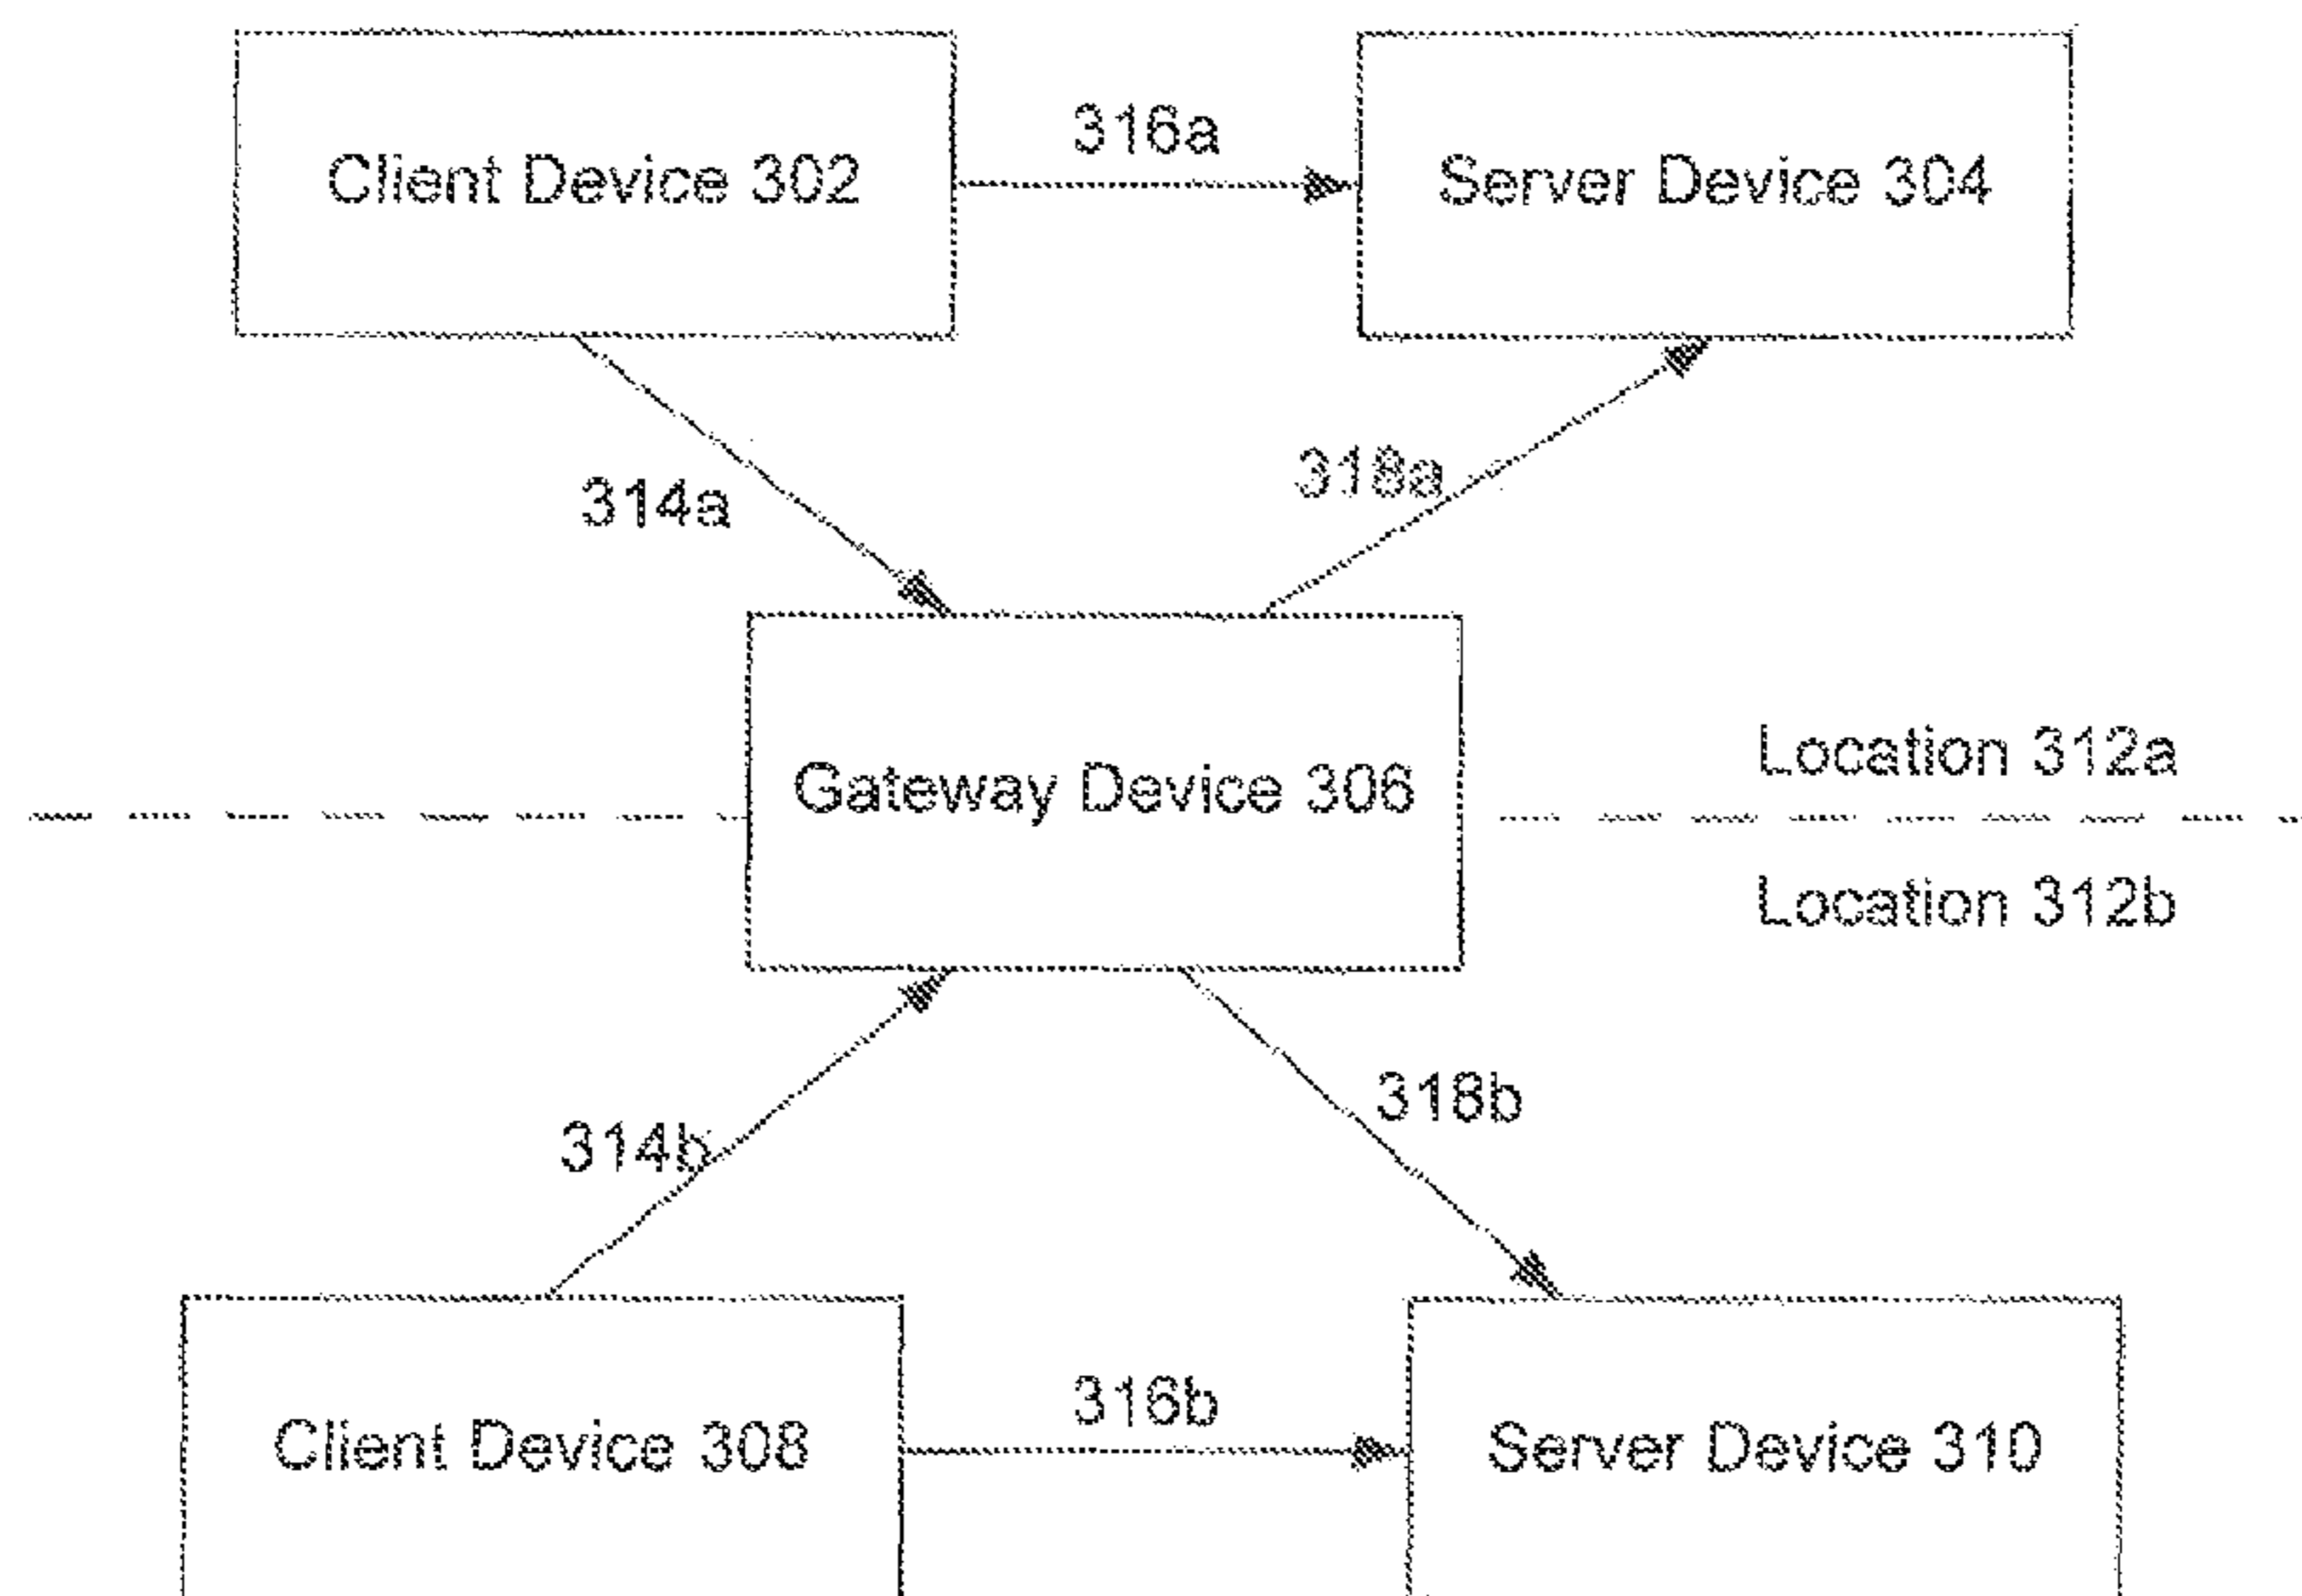 Client Device 302
316a
Server Device 304
314a
318a
Gateway Device 306
Location 312a
Location 312b
314b
318b
Client Device 308
316b
Server Device 310